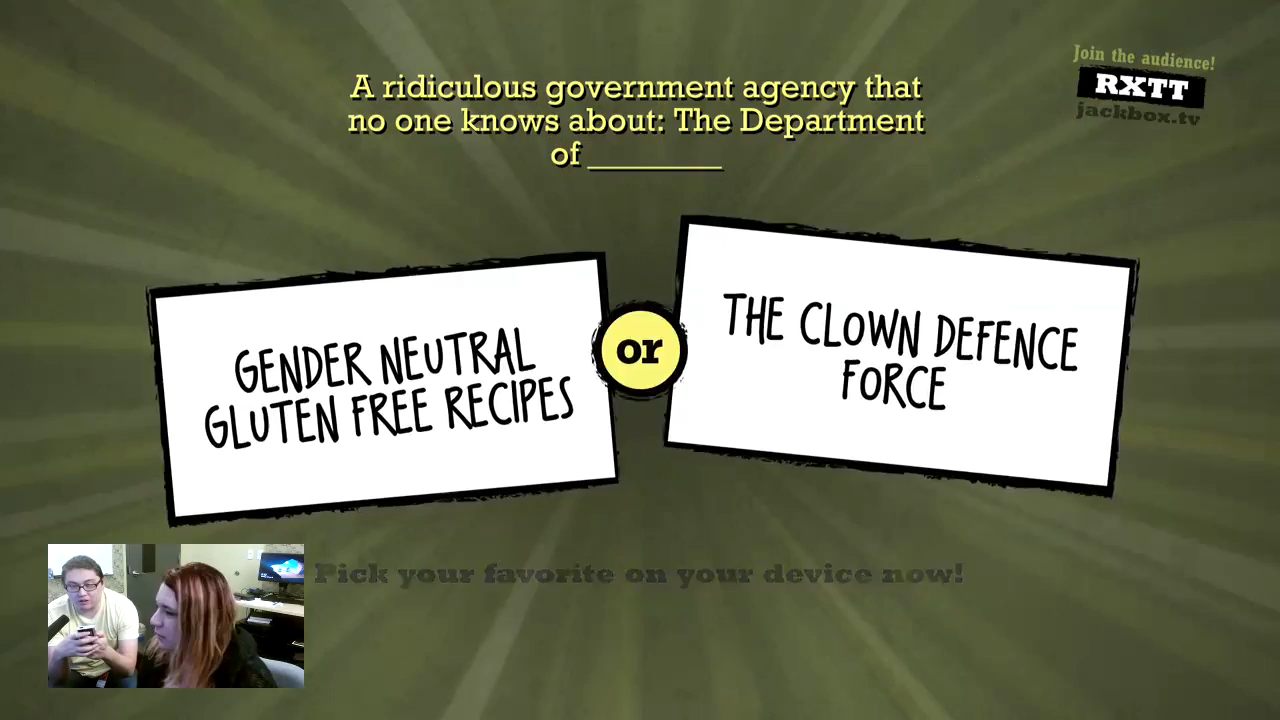 Join the audience!
RXTT
jackbox.tv
A ridiculous government agency that
no one knows about: The Department
of ________
GENDER NEUTRAL
GLUTEN FREE RECIPES
or
THE CLOWN DEFENCE
FORCE
Pick your favorite on your device now!